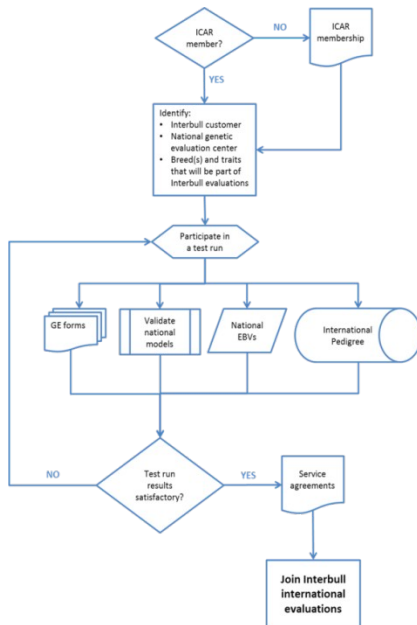 ICAR
member?
NO
ICAR
membership
YES
Identify:
• Interbull customer
• National genetic
evaluation center
• Breed(s) and traits
that will be part of
Interbull evaluations
Participate in
a test run
GE forms
Validate
national
models
National
EBVs
International
Pedigree
NO
Test run
results
satisfactory?
YES
Service
agreements
Join Interbull
international
evaluations